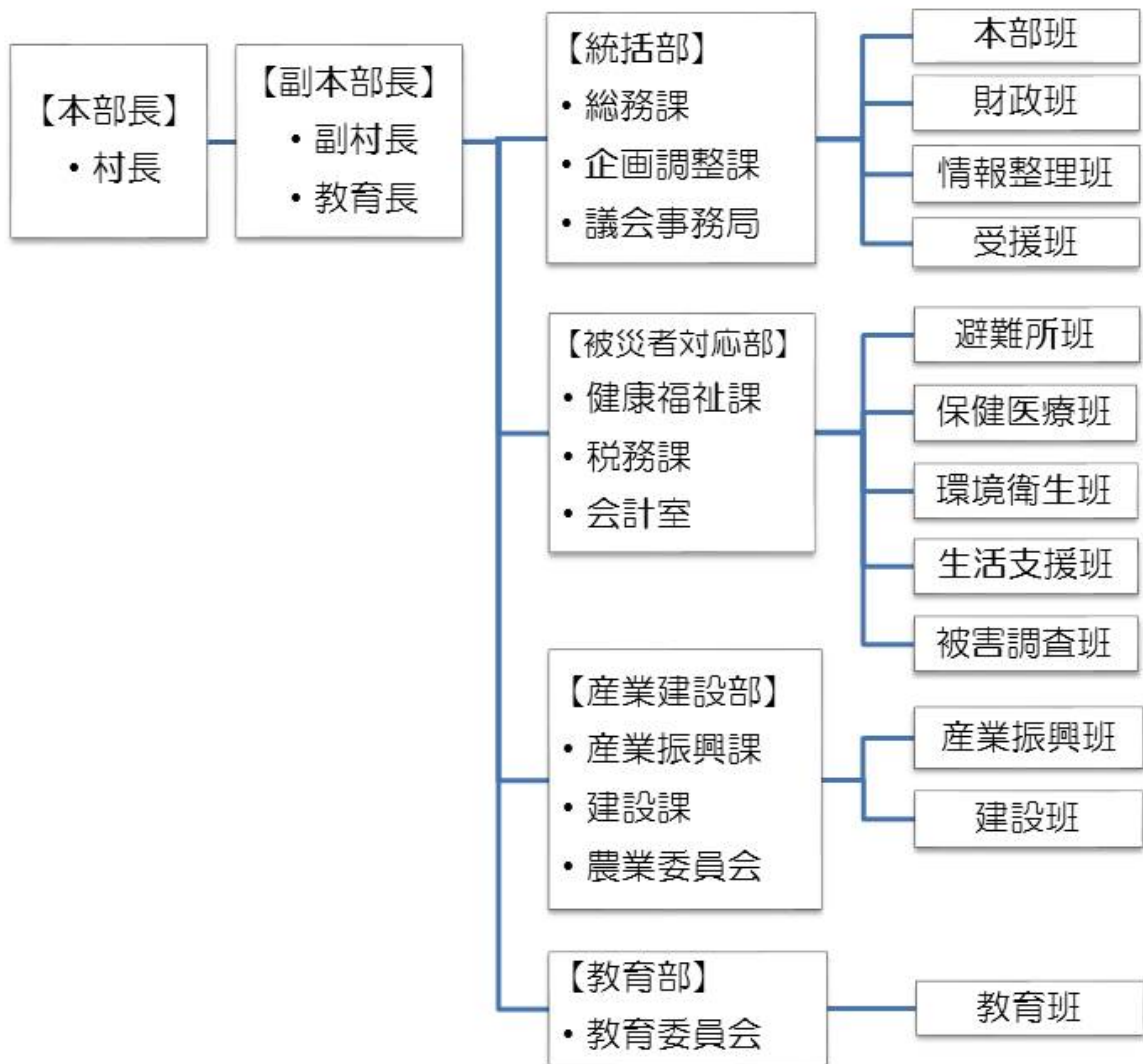 【本部長】
・村長
【副本部長】
・副村長
・教育長
【統括部】
・総務課
・企画調整課
・議会事務局
本部班
財政班
情報整理班
受援班
【被災者対応部】
・健康福祉課
・税務課
・会計室
避難所班
保健医療班
環境衛生班
生活支援班
被害調査班
【産業建設部】
・産業振興課
・建設課
・農業委員会
産業振興班
建設班
【教育部】
・教育委員会
教育班